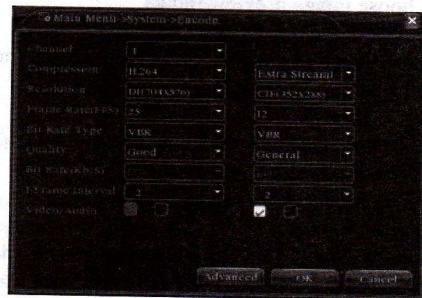 Main Menu->System->Encode
Channel 1
Compression H.264 Extra Stream1
Resolution D1(704x576) CIF(352x288)
Frame Rate(FPS) 25 12
Bit Rate Type VBR VBR
Quality Good General
Bit Rate(Kb/S)
I Frame Interval 2 2
Video/Audio
Advanced OK Cancel